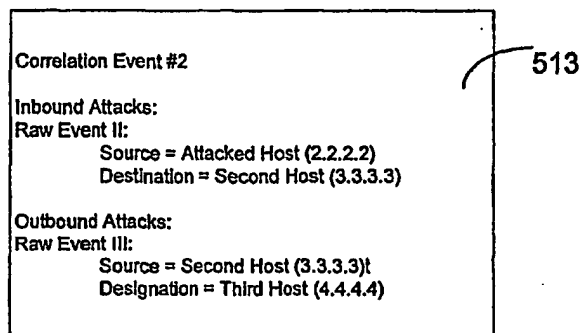 Correlation Event #2
513
Inbound Attacks:
Raw Event II:
Source = Attacked Host (2.2.2.2)
Destination = Second Host (3.3.3.3)
Outbound Attacks:
Raw Event III:
Source = Second Host (3.3.3.3)t
Designation = Third Host (4.4.4.4)